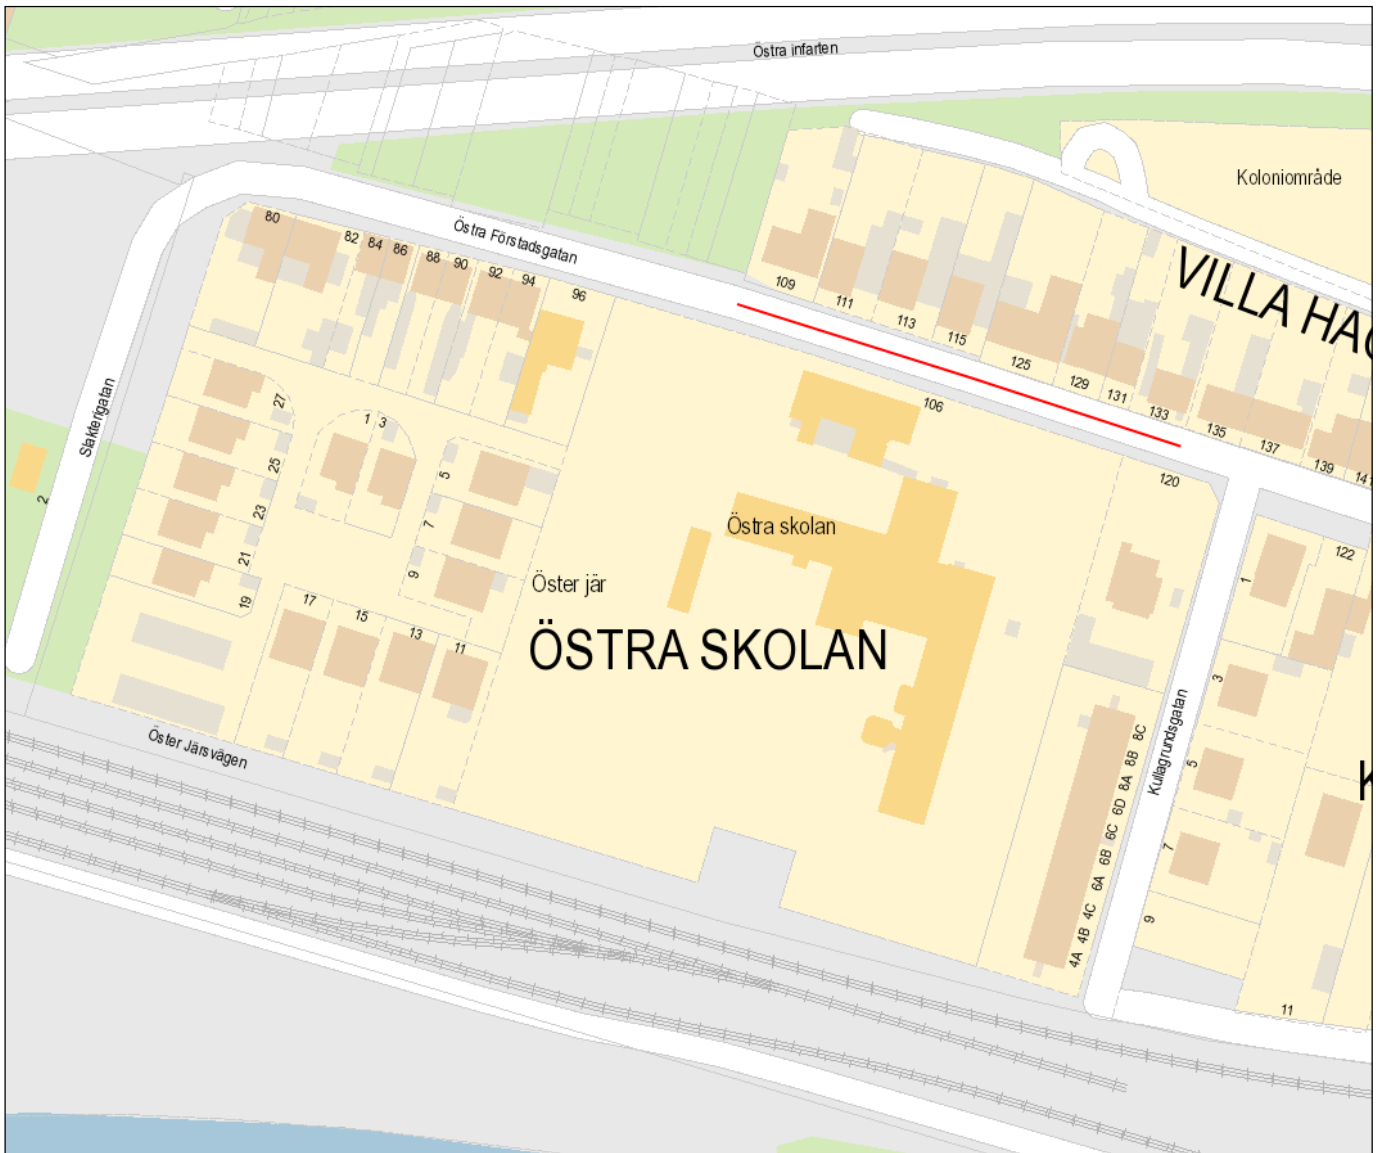 Östra infarten
Koloniområde
80
82
84
86
88
90
92
94
96
Östra Förstadsgatan
VILLA HAG
109
111
113
115
125
129
131
133
135
137
139
141
106
120
122
Slakterigatan
2
27
25
23
21
19
1
3
5
7
9
17
15
13
11
Östra skolan
Öster jär
ÖSTRA SKOLAN
Öster Järsvägen
Kullagrundsgatan
8C
8B
8A
6D
6C
6B
6A
4C
4B
4A
1
3
5
7
9
11
K